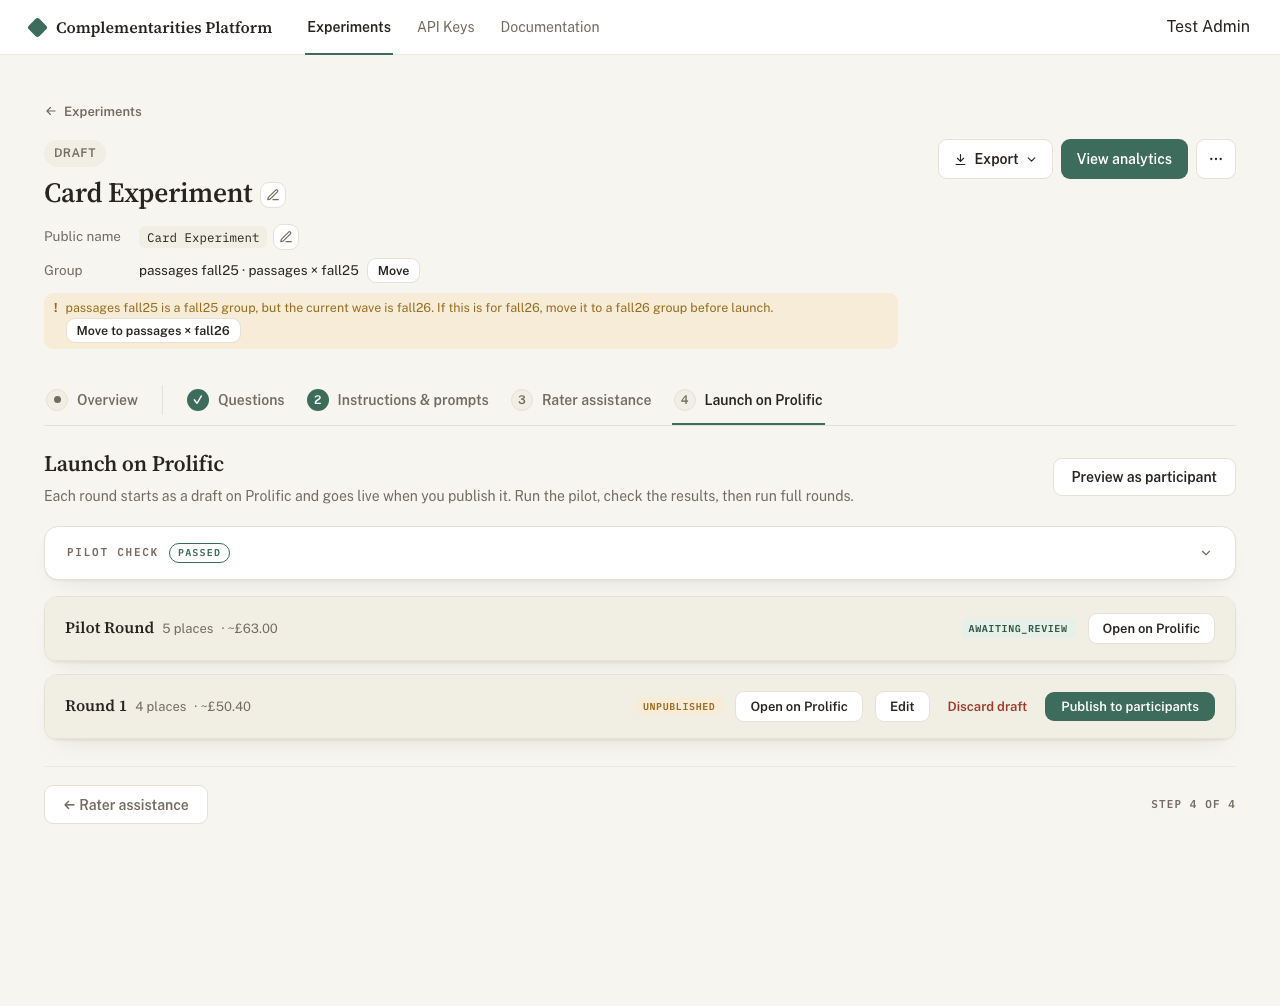 Complementarities Platform Experiments API Keys Documentation Test Admin
← Experiments
DRAFT Export View analytics ···
Card Experiment
Public name Card Experiment
Group passages fall25 · passages × fall25 Move
! passages fall25 is a fall25 group, but the current wave is fall26. If this is for fall26, move it to a fall26 group before launch.
Move to passages × fall26
Overview Questions 2 Instructions & prompts 3 Rater assistance 4 Launch on Prolific
Launch on Prolific
Preview as participant
Each round starts as a draft on Prolific and goes live when you publish it. Run the pilot, check the results, then run full rounds.
PILOT CHECK PASSED
Pilot Round 5 places · ~£63.00 AWAITING_REVIEW Open on Prolific
Round 1 4 places · ~£50.40 UNPUBLISHED Open on Prolific Edit Discard draft Publish to participants
← Rater assistance STEP 4 OF 4